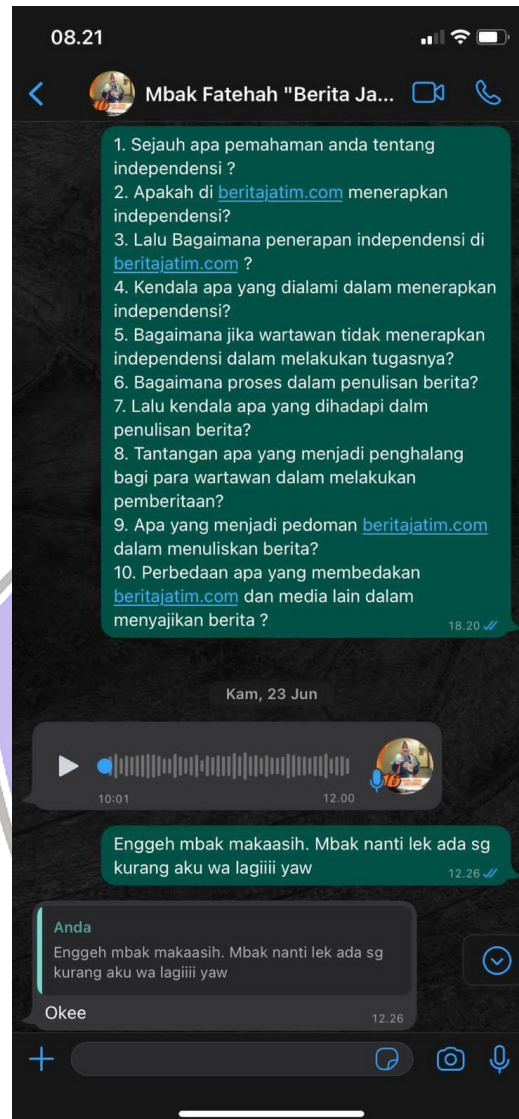 08.21
Mbak Fatehah "Berita Ja...
1. Sejauh apa pemahaman anda tentang
independensi ?
2. Apakah di beritajatim.com menerapkan
independensi?
3. Lalu Bagaimana penerapan independensi di
beritajatim.com ?
4. Kendala apa yang dialami dalam menerapkan
independensi?
5. Bagaimana jika wartawan tidak menerapkan
independensi dalam melakukan tugasnya?
6. Bagaimana proses dalam penulisan berita?
7. Lalu kendala apa yang dihadapi dalm
penulisan berita?
8. Tantangan apa yang menjadi penghalang
bagi para wartawan dalam melakukan
pemberitaan?
9. Apa yang menjadi pedoman beritajatim.com
dalam menuliskan berita?
10. Perbedaan apa yang membedakan
beritajatim.com dan media lain dalam
menyajikan berita ?
18.20
Kam, 23 Jun
10:01 12.00
Enggeh mbak makaasih. Mbak nanti lek ada sg
kurang aku wa lagiiii yaw
12.26
Anda
Enggeh mbak makaasih. Mbak nanti lek ada sg
kurang aku wa lagiiii yaw
Okee
12.26